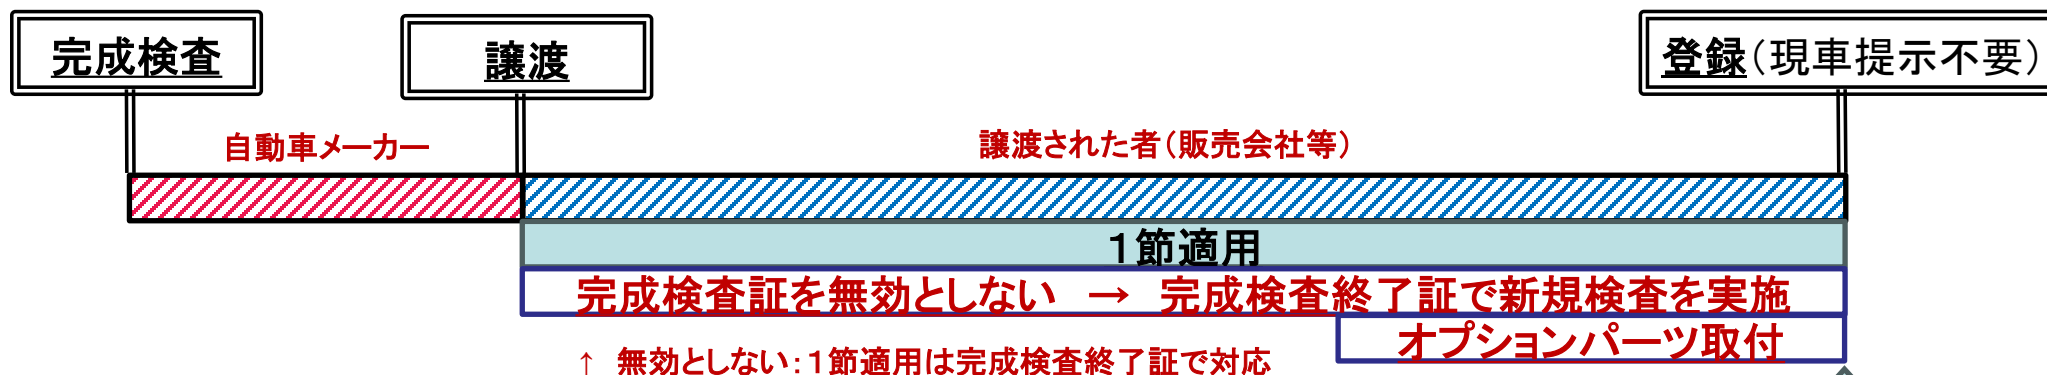 完成検査
譲渡
登録（現車提示不要）
自動車メーカー
譲渡された者（販売会社等）
１節適用
完成検査証を無効としない　→　完成検査終了証で新規検査を実施
オプションパーツ取付
↑　無効としない：１節適用は完成検査終了証で対応